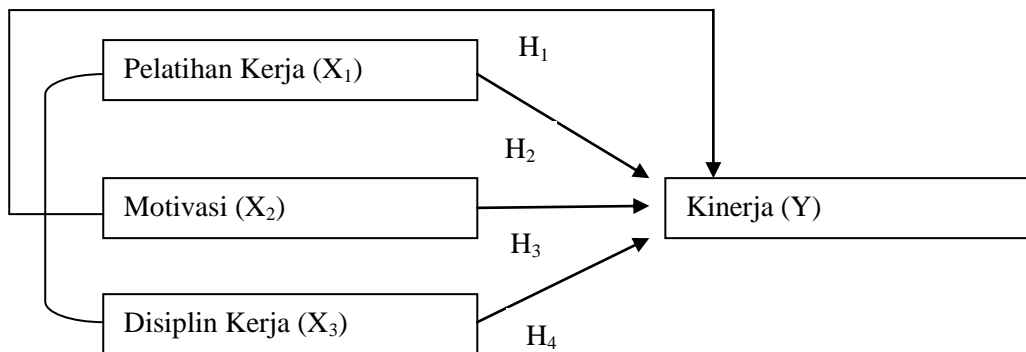 H₁
Pelatihan Kerja (X₁)
H₂
Motivasi (X₂)
Kinerja (Y)
H₃
Disiplin Kerja (X₃)
H₄